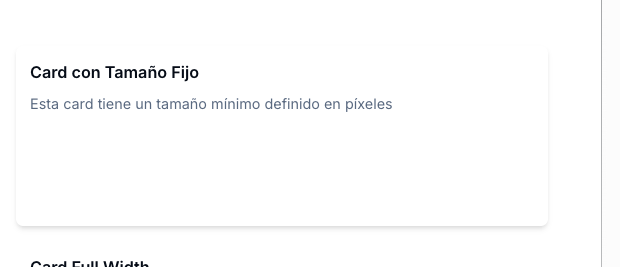 Card con Tamaño Fijo
Esta card tiene un tamaño mínimo definido en píxeles
Card Full Width